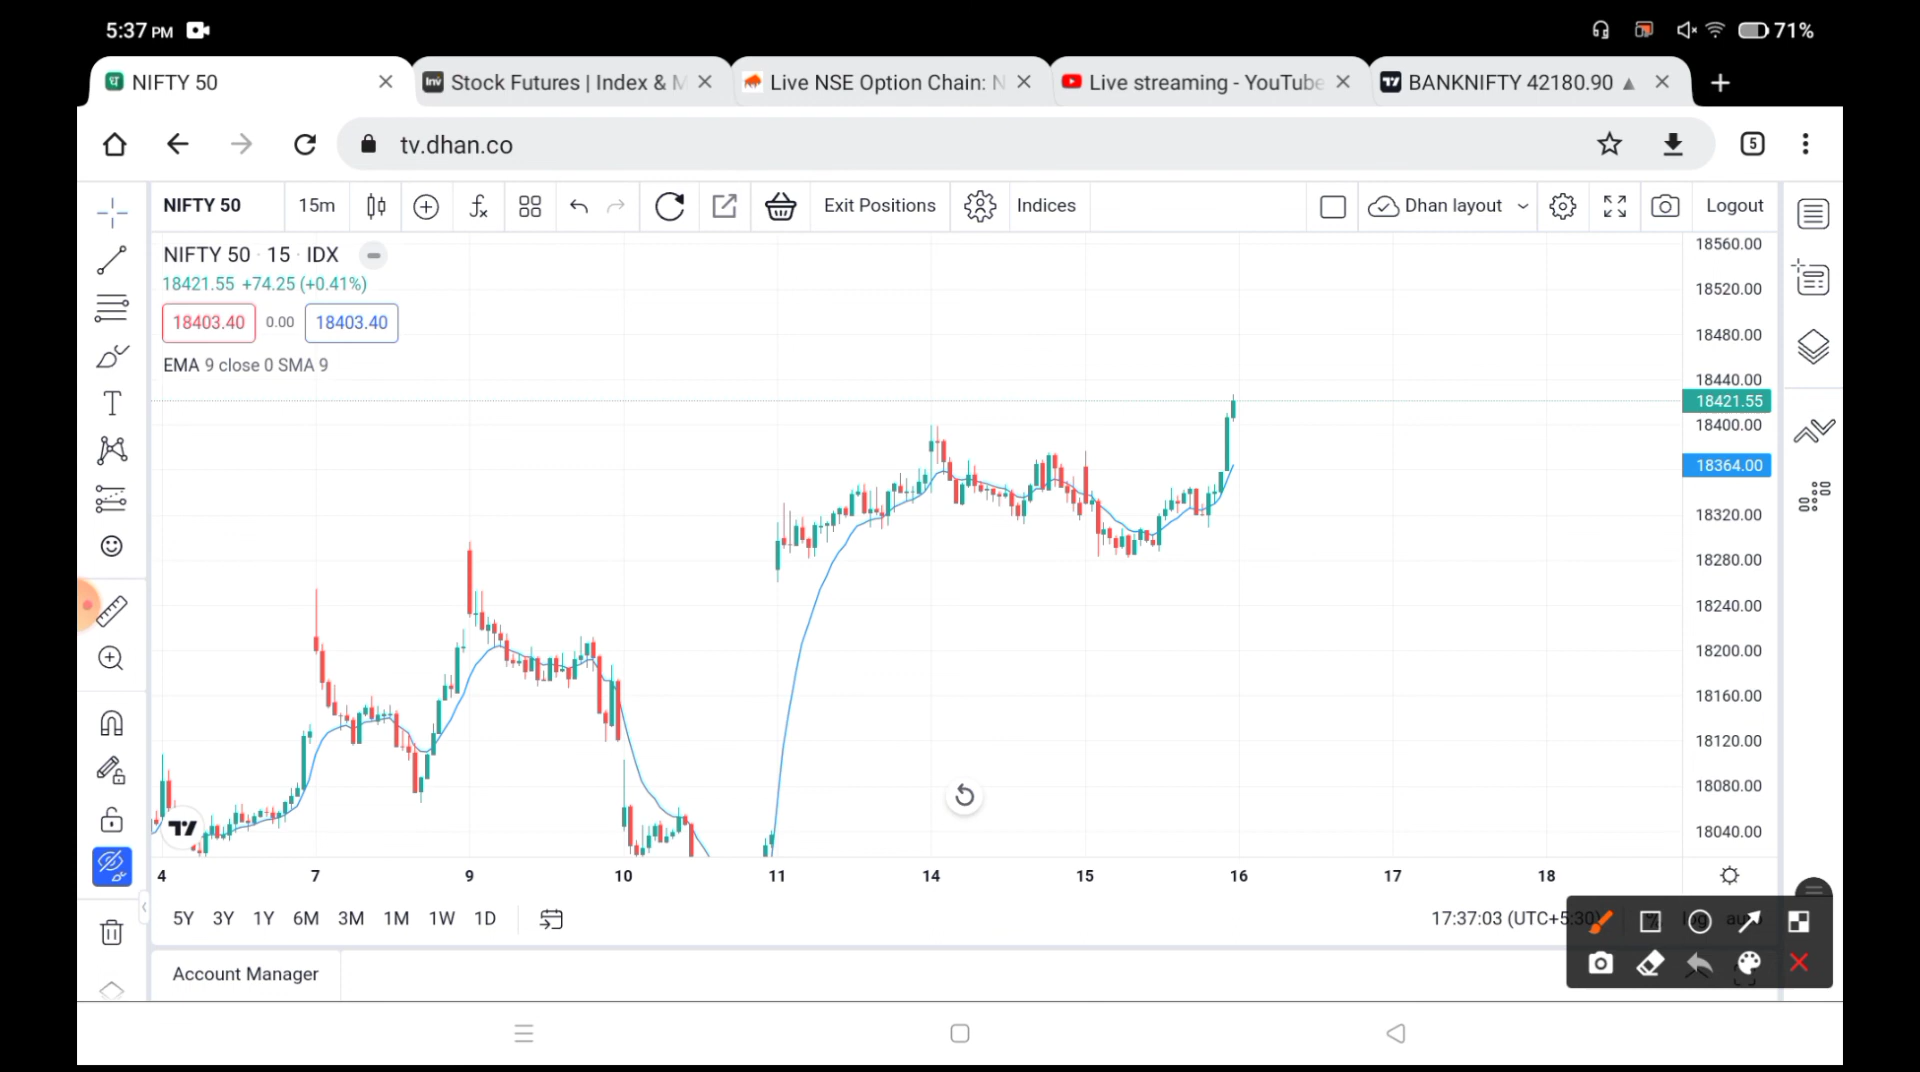 5:37 PM 71%
NIFTY 50 Stock Futures | Index & M Live NSE Option Chain: N Live streaming - YouTube BANKNIFTY 42180.90 ▲
tv.dhan.co 5
NIFTY 50 15m Exit Positions Indices Dhan layout Logout
NIFTY 50 · 15 · IDX
18421.55 +74.25 (+0.41%)
18403.40 0.00 18403.40
EMA 9 close 0 SMA 9
18560.00
18520.00
18480.00
18440.00
18421.55
18400.00
18364.00
18320.00
18280.00
18240.00
18200.00
18160.00
18120.00
18080.00
18040.00
4 7 9 10 11 14 15 16 17 18
5Y 3Y 1Y 6M 3M 1M 1W 1D 17:37:03 (UTC+5:30)
Account Manager